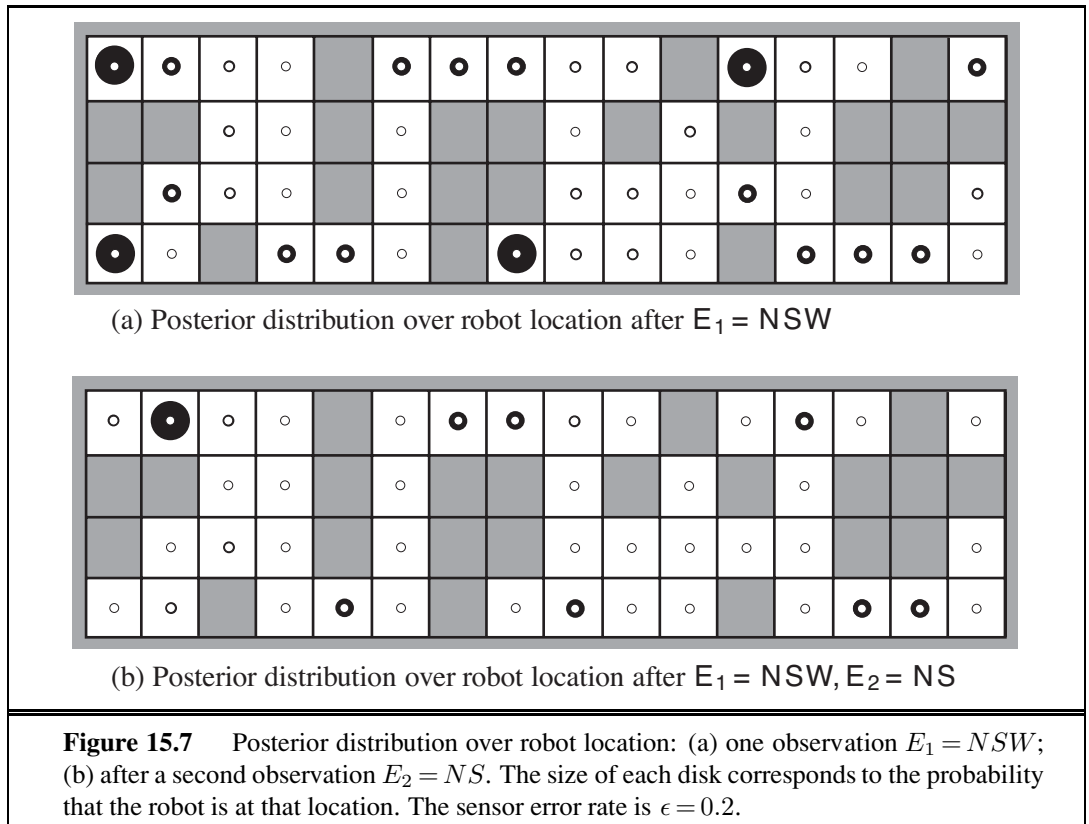 (a) Posterior distribution over robot location after E₁ = NSW
(b) Posterior distribution over robot location after E₁ = NSW, E₂ = NS
Figure 15.7 Posterior distribution over robot location: (a) one observation E₁ = NSW;
(b) after a second observation E₂ = NS. The size of each disk corresponds to the probability
that the robot is at that location. The sensor error rate is ϵ = 0.2.